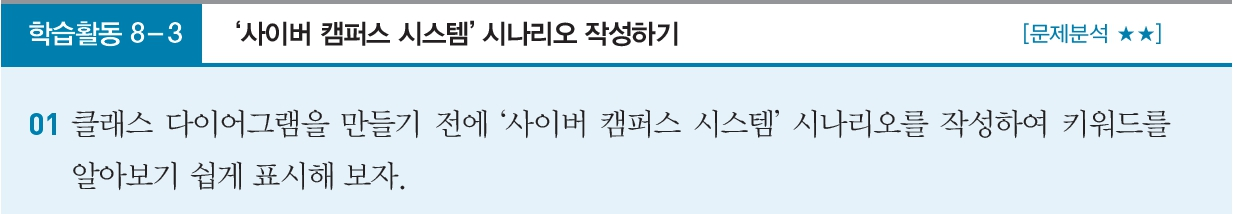 학습활동 8-3 '사이버 캠퍼스 시스템' 시나리오 작성하기 [문제분석 ★★]
01 클래스 다이어그램을 만들기 전에 '사이버 캠퍼스 시스템' 시나리오를 작성하여 키워드를
알아보기 쉽게 표시해 보자.